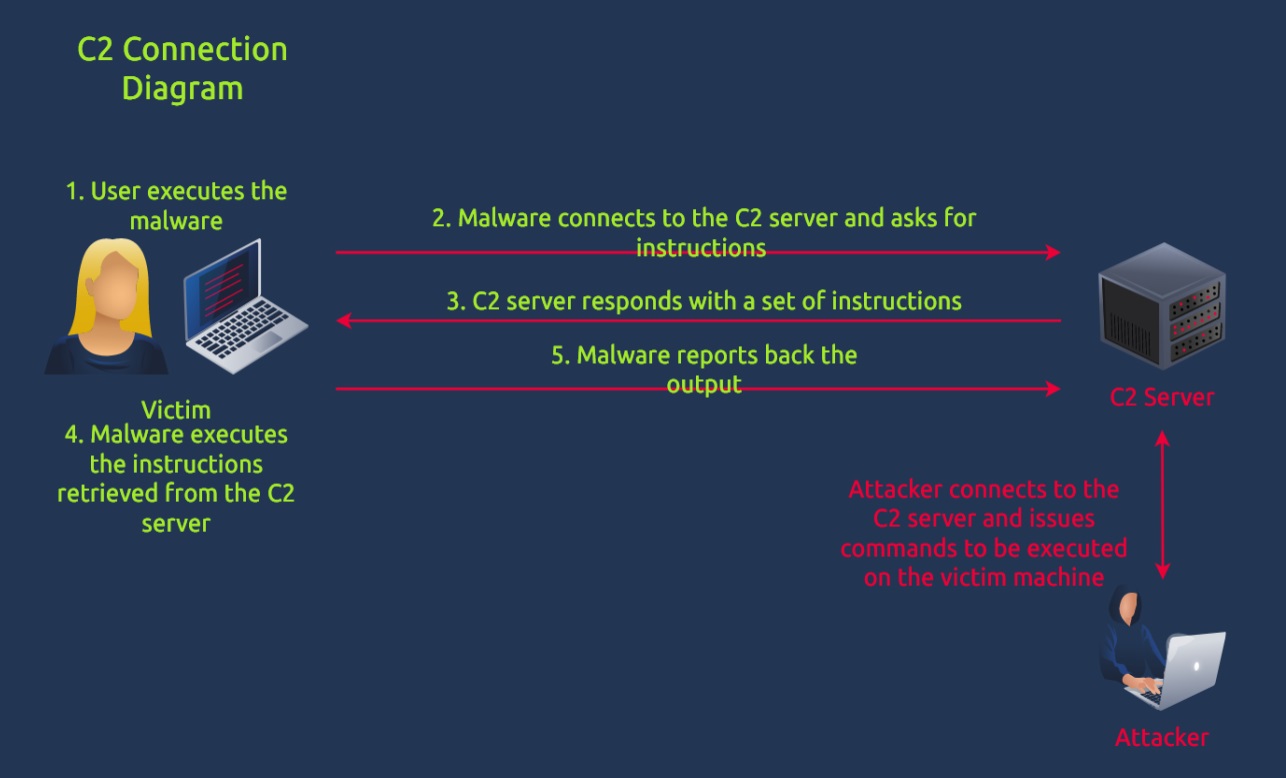 C2 Connection
Diagram
1. User executes the
malware
2. Malware connects to the C2 server and asks for
instructions
3. C2 server responds with a set of instructions
5. Malware reports back the
output
Victim
4. Malware executes
the instructions
retrieved from the C2
server
C2 Server
Attacker connects to the
C2 server and issues
commands to be executed
on the victim machine
Attacker